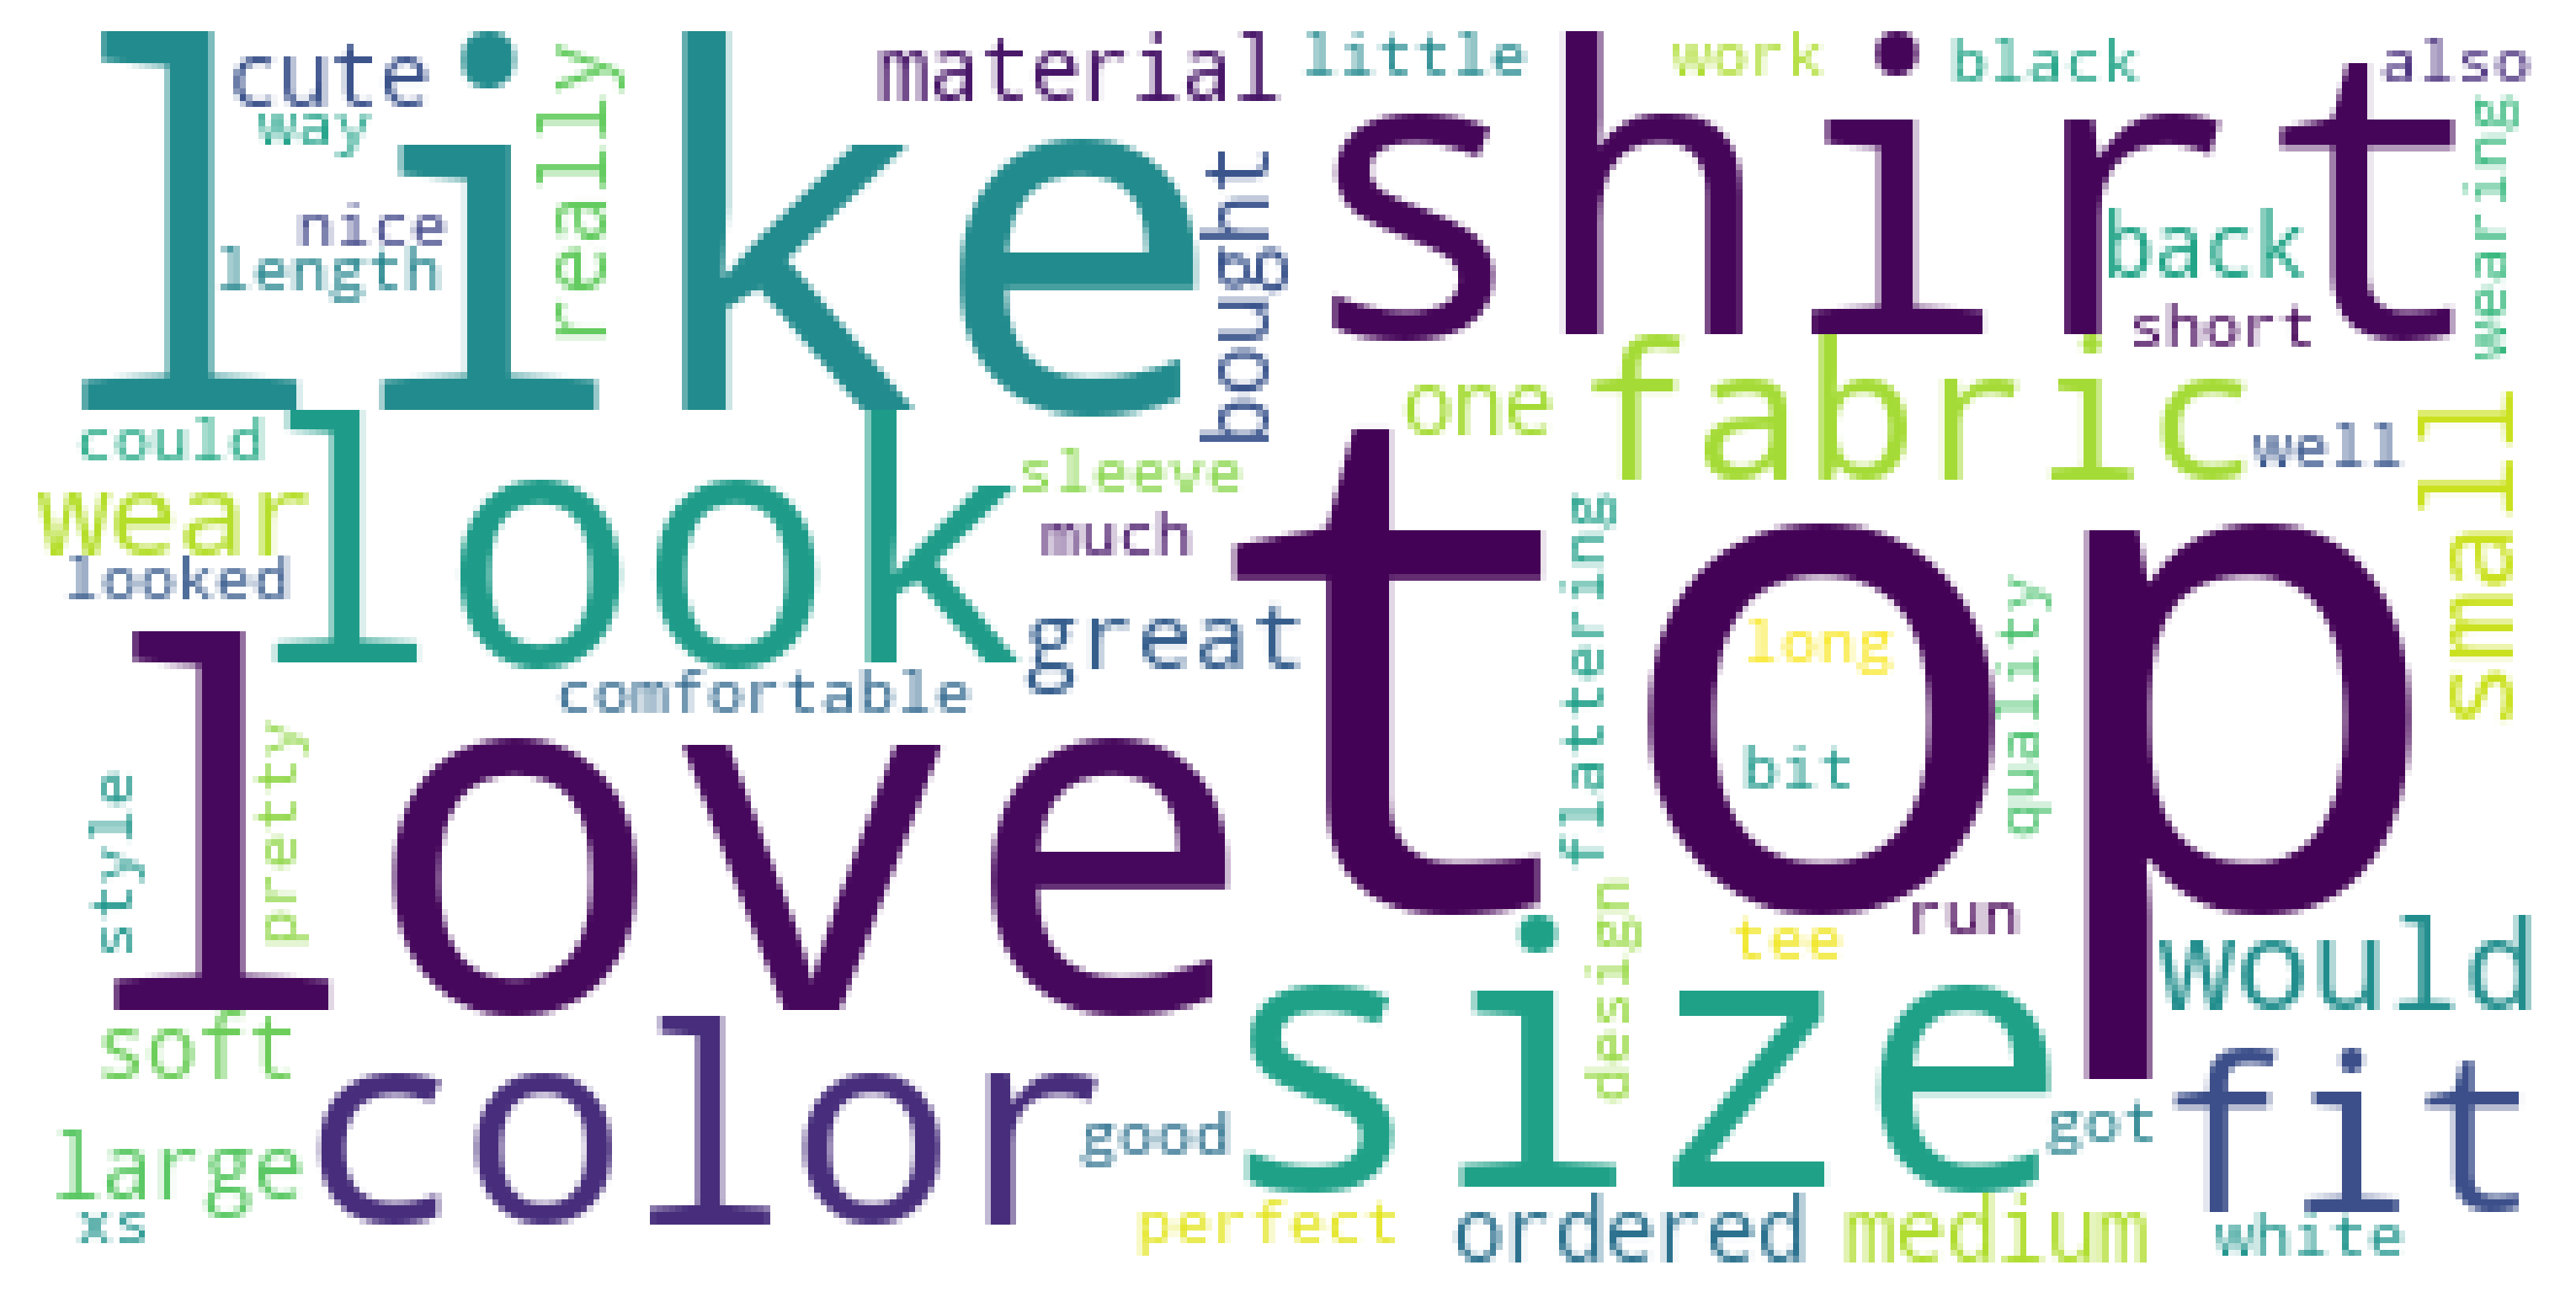 like
shirt
cute
really
material
little
work
black
also
way
nice
length
bought
back
wearing
short
fabric
one
well
small
could
look
sleeve
wear
much
looked
top
great
flattering
long
quality
comfortable
love
bit
pretty
style
design
tee
run
would
soft
color
size
fit
large
good
got
xs
perfect
ordered
medium
white